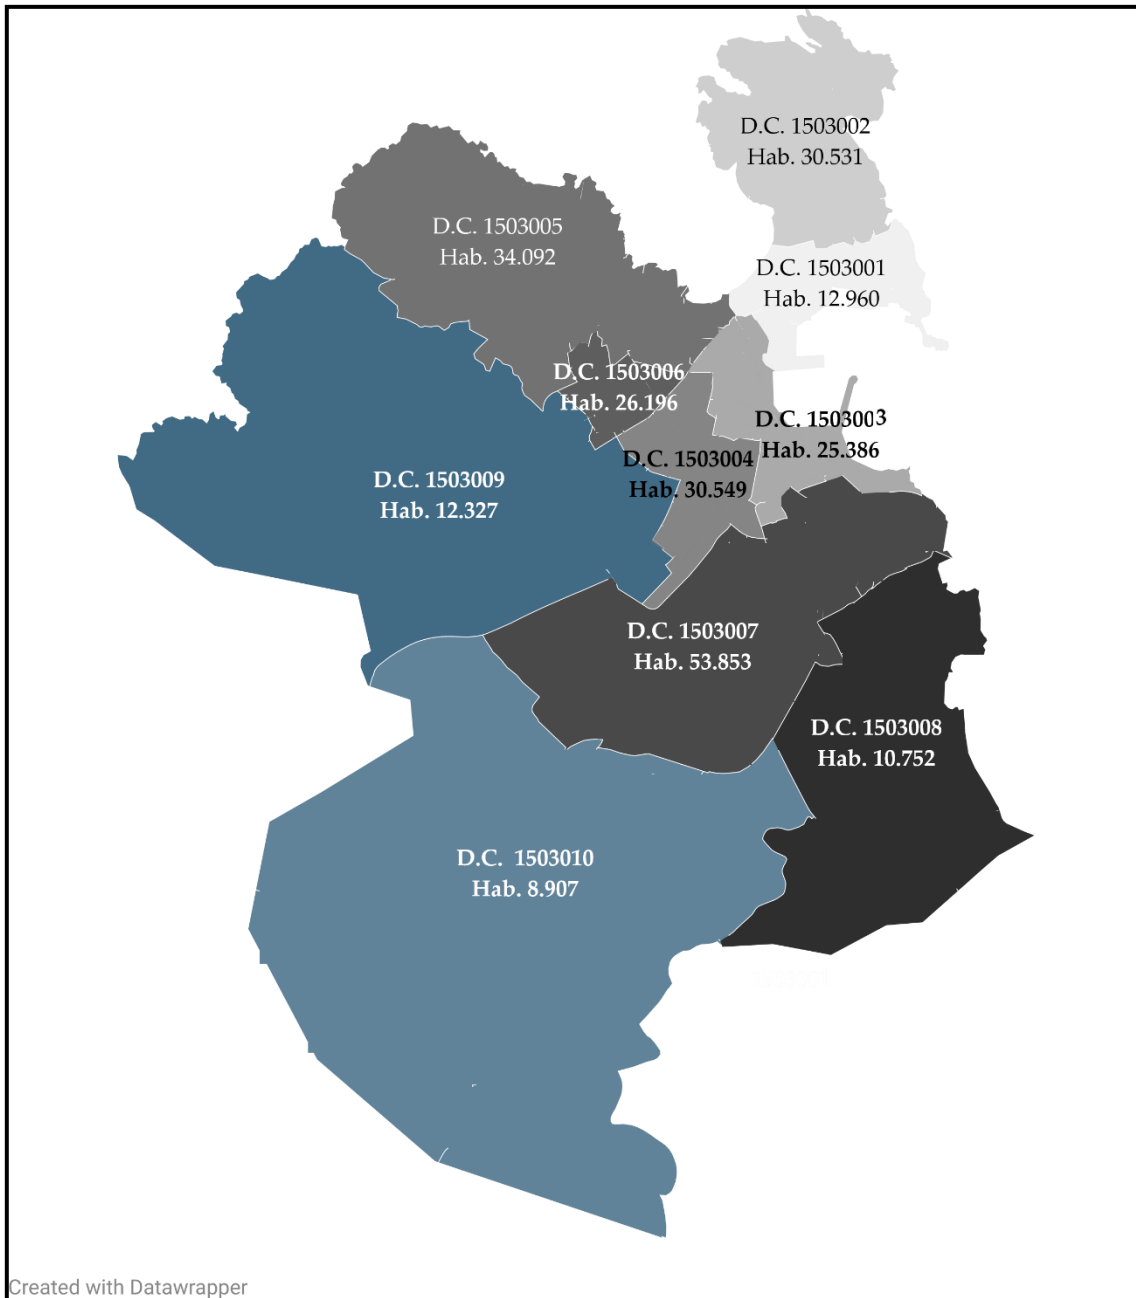 D.C. 1503002
Hab. 30.531
D.C. 1503005
Hab. 34.092
D.C. 1503001
Hab. 12.960
D.C. 1503006
Hab. 26.196
D.C. 1503003
Hab. 25.386
D.C. 1503004
Hab. 30.549
D.C. 1503009
Hab. 12.327
D.C. 1503007
Hab. 53.853
D.C. 1503008
Hab. 10.752
D.C. 1503010
Hab. 8.907
Created with Datawrapper